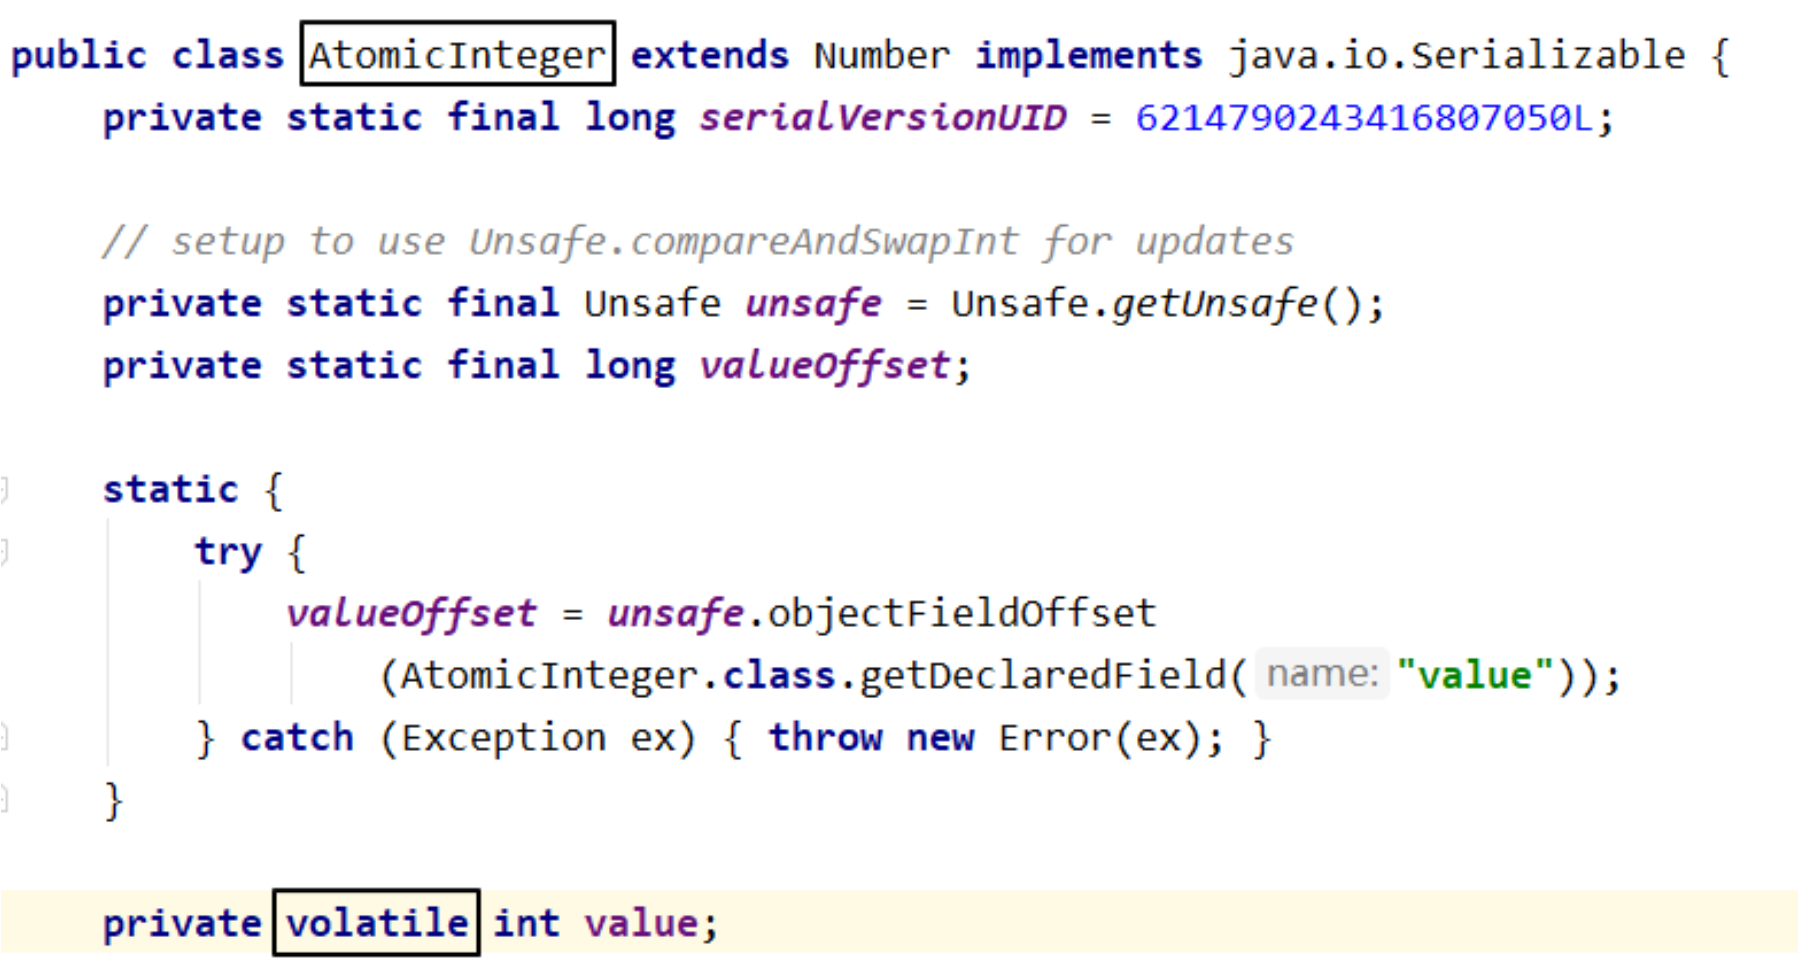 public class AtomicInteger extends Number implements java.io.Serializable {
private static final long serialVersionUID = 6214790243416807050L;
// setup to use Unsafe.compareAndSwapInt for updates
private static final Unsafe unsafe = Unsafe.getUnsafe();
private static final long valueOffset;
static {
try {
valueOffset = unsafe.objectFieldOffset
(AtomicInteger.class.getDeclaredField( name: "value"));
} catch (Exception ex) { throw new Error(ex); }
}
private volatile int value;